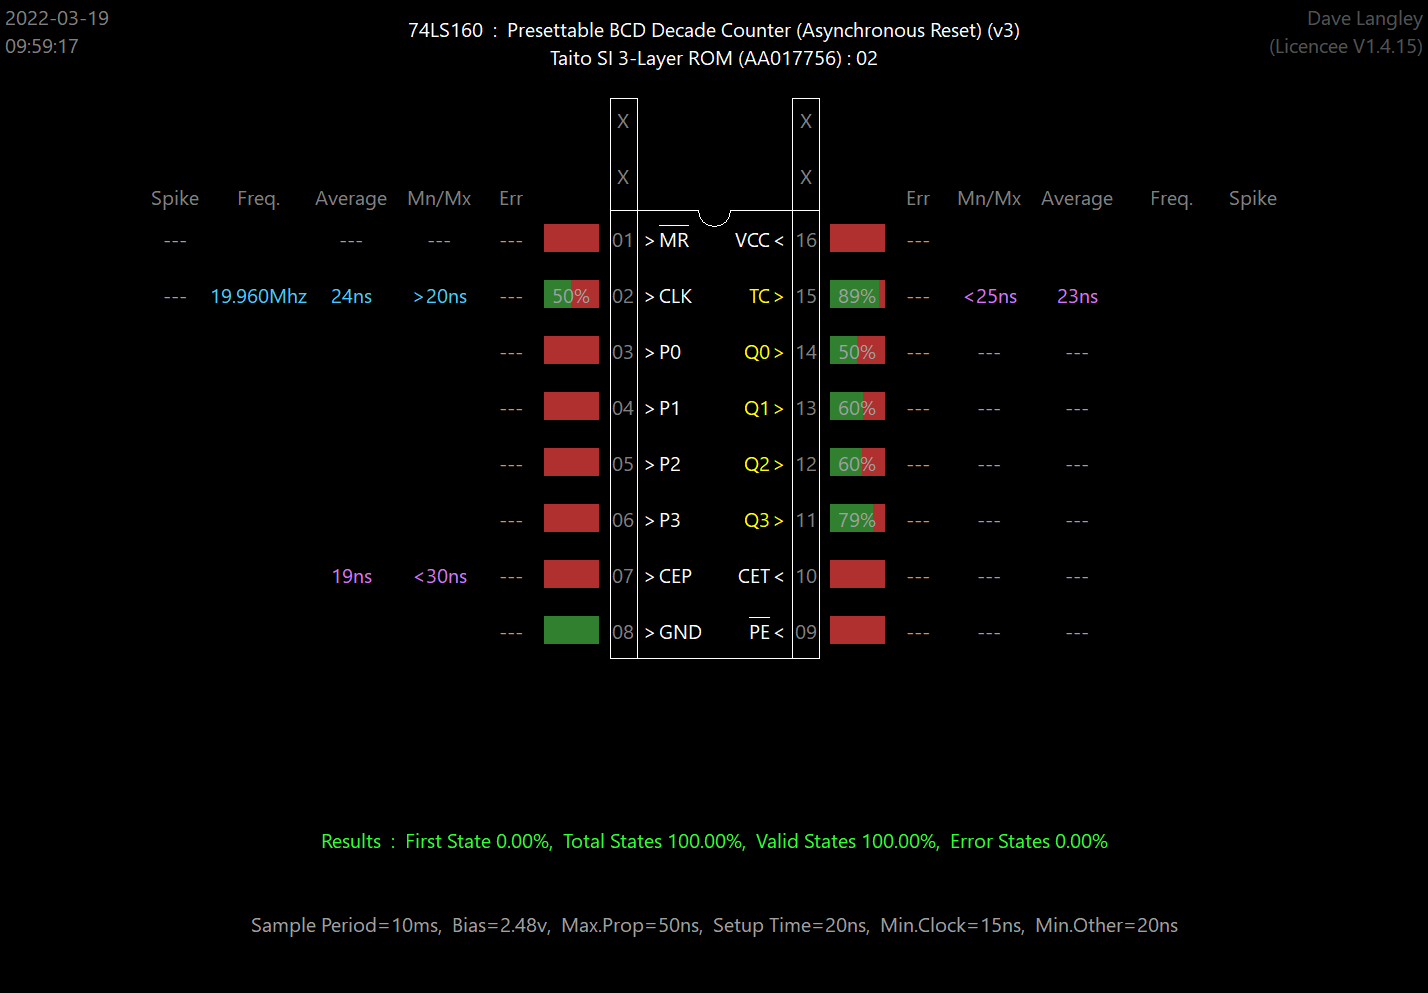 2022-03-19
09:59:17
74LS160 : Presettable BCD Decade Counter (Asynchronous Reset) (v3)
Taito SI 3-Layer ROM (AA017756) : 02
Dave Langley
(Licencee V1.4.15)
X X
X X
Spike Freq. Average Mn/Mx Err Err Mn/Mx Average Freq. Spike
--- --- --- --- 01 >MR VCC< 16 ---
--- 19.960Mhz 24ns >20ns --- 50% 02 >CLK TC> 15 89% --- <25ns 23ns
--- 03 >P0 Q0> 14 50% --- --- ---
--- 04 >P1 Q1> 13 60% --- --- ---
--- 05 >P2 Q2> 12 60% --- --- ---
--- 06 >P3 Q3> 11 79% --- --- ---
19ns <30ns --- 07 >CEP CET< 10 --- --- ---
--- 08 >GND PE< 09 --- --- ---
Results : First State 0.00%, Total States 100.00%, Valid States 100.00%, Error States 0.00%
Sample Period=10ms, Bias=2.48v, Max.Prop=50ns, Setup Time=20ns, Min.Clock=15ns, Min.Other=20ns